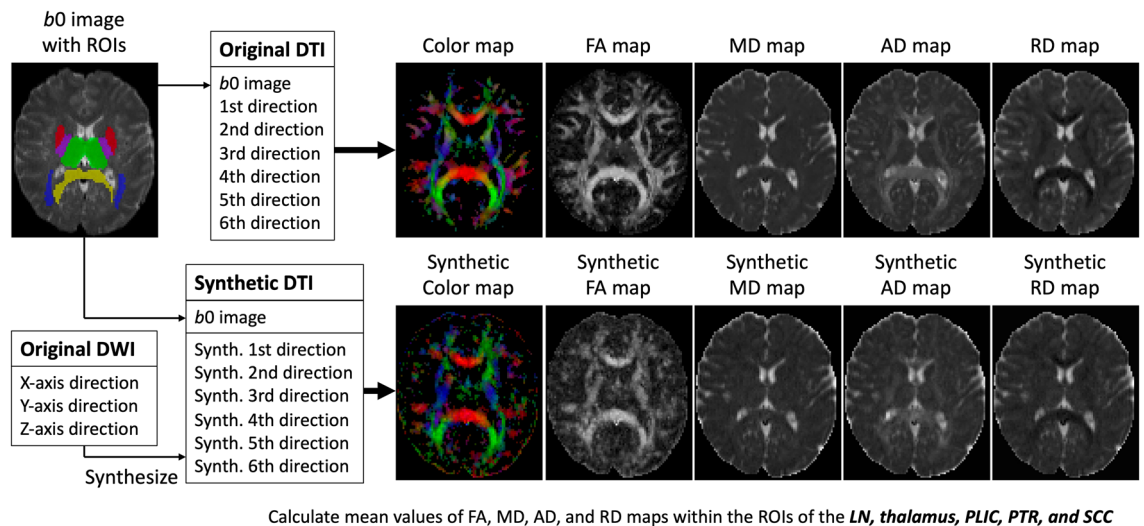 b0 image
with ROIs
Original DTI
b0 image
1st direction
2nd direction
3rd direction
4th direction
5th direction
6th direction
Color map
FA map
MD map
AD map
RD map
Original DWI
X-axis direction
Y-axis direction
Z-axis direction
Synthesize
Synthetic DTI
b0 image
Synth. 1st direction
Synth. 2nd direction
Synth. 3rd direction
Synth. 4th direction
Synth. 5th direction
Synth. 6th direction
Synthetic
Color map
Synthetic
FA map
Synthetic
MD map
Synthetic
AD map
Synthetic
RD map
Calculate mean values of FA, MD, AD, and RD maps within the ROIs of the LN, thalamus, PLIC, PTR, and SCC